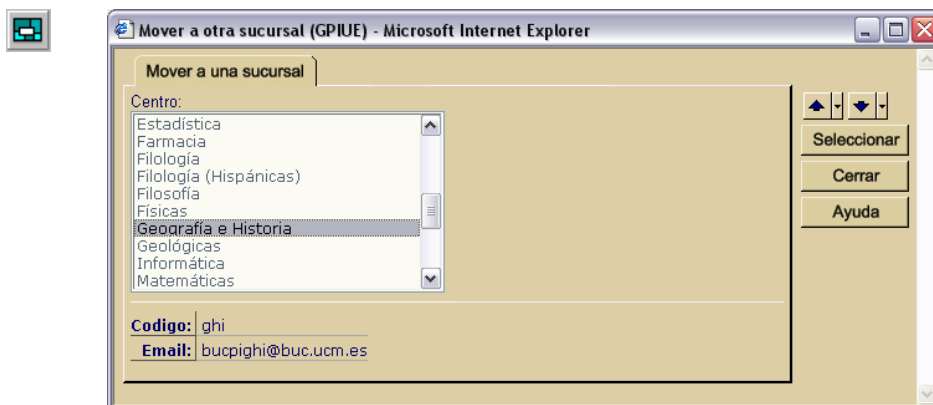 Mover a otra sucursal (GPIUE) - Microsoft Internet Explorer
Mover a una sucursal
Centro:
Estadística
Farmacia
Filología
Filología (Hispánicas)
Filosofía
Físicas
Geografía e Historia
Geológicas
Informática
Matemáticas
Seleccionar
Cerrar
Ayuda
Codigo: ghi
Email: bucpighi@buc.ucm.es